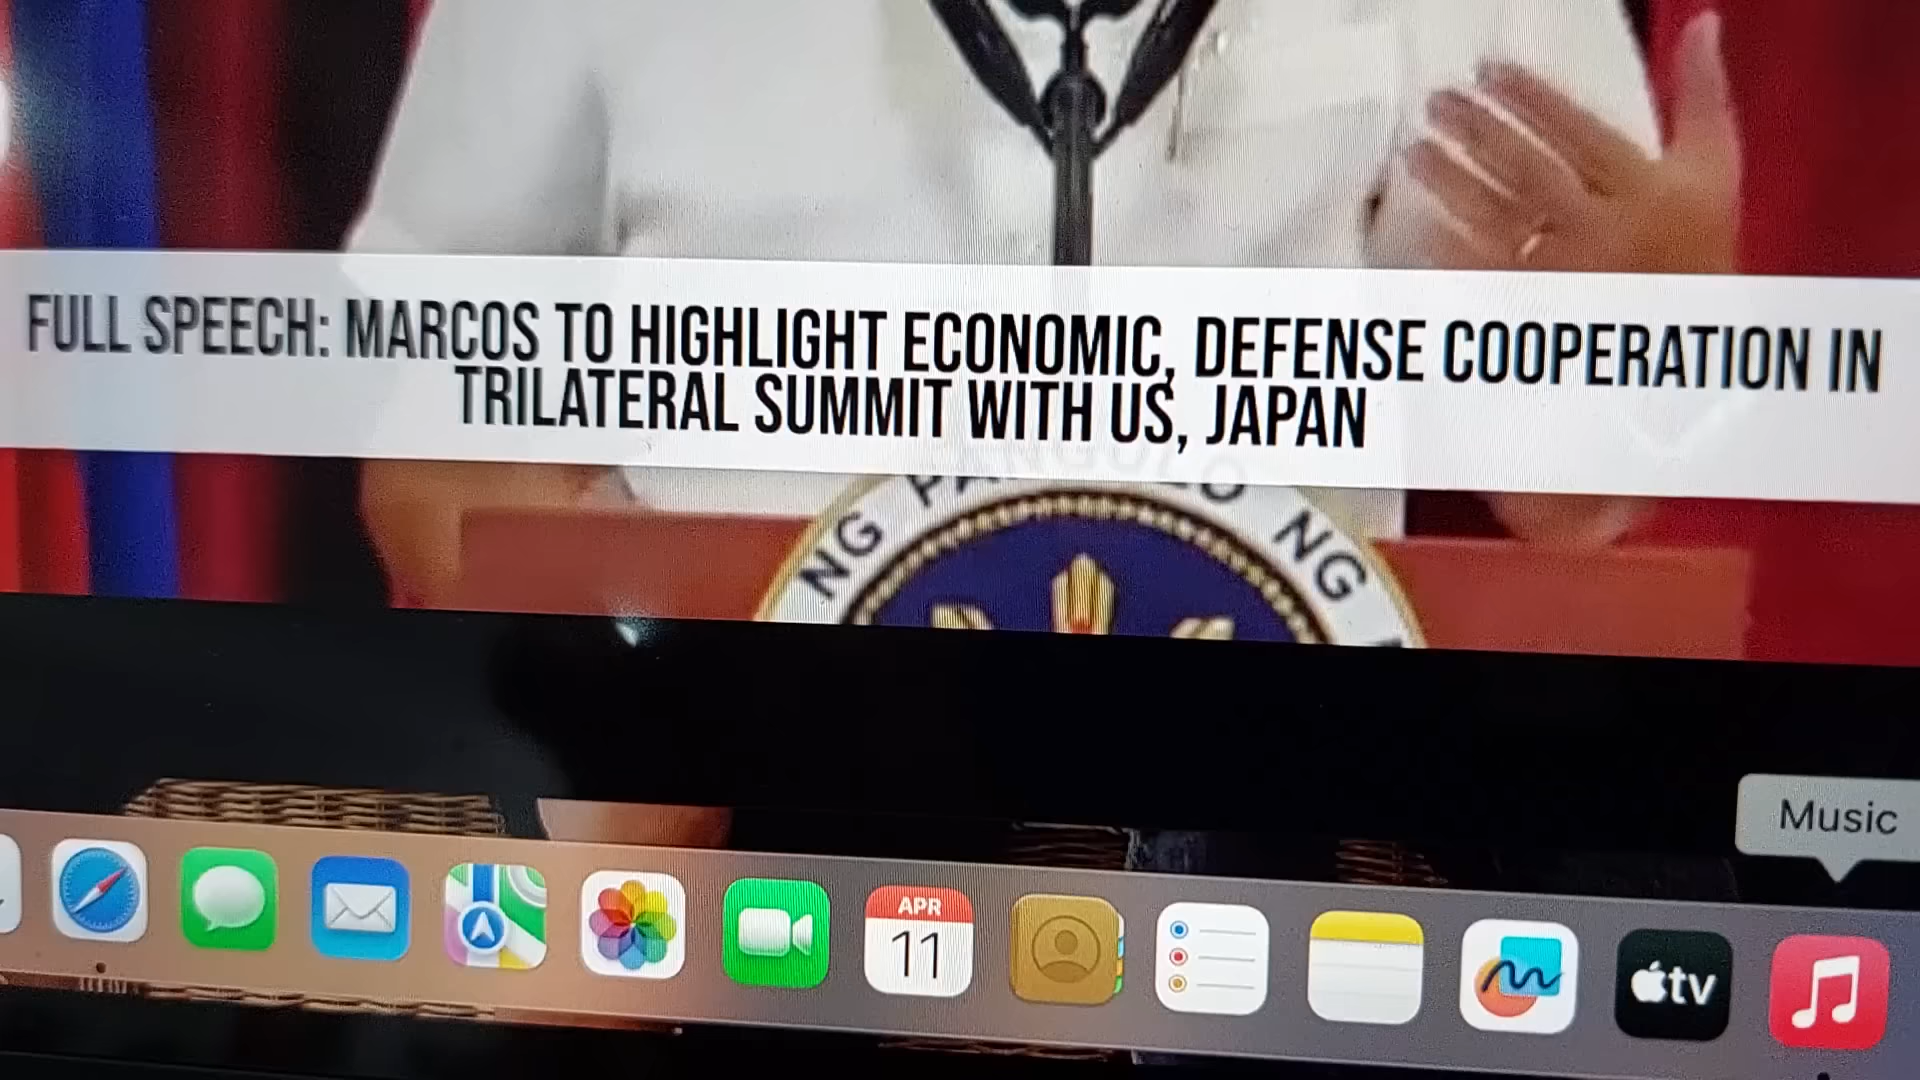 FULL SPEECH: MARCOS TO HIGHLIGHT ECONOMIC, DEFENSE COOPERATION IN
TRILATERAL SUMMIT WITH US, JAPAN
NG PANGULO NG
Music
APR
11
tv